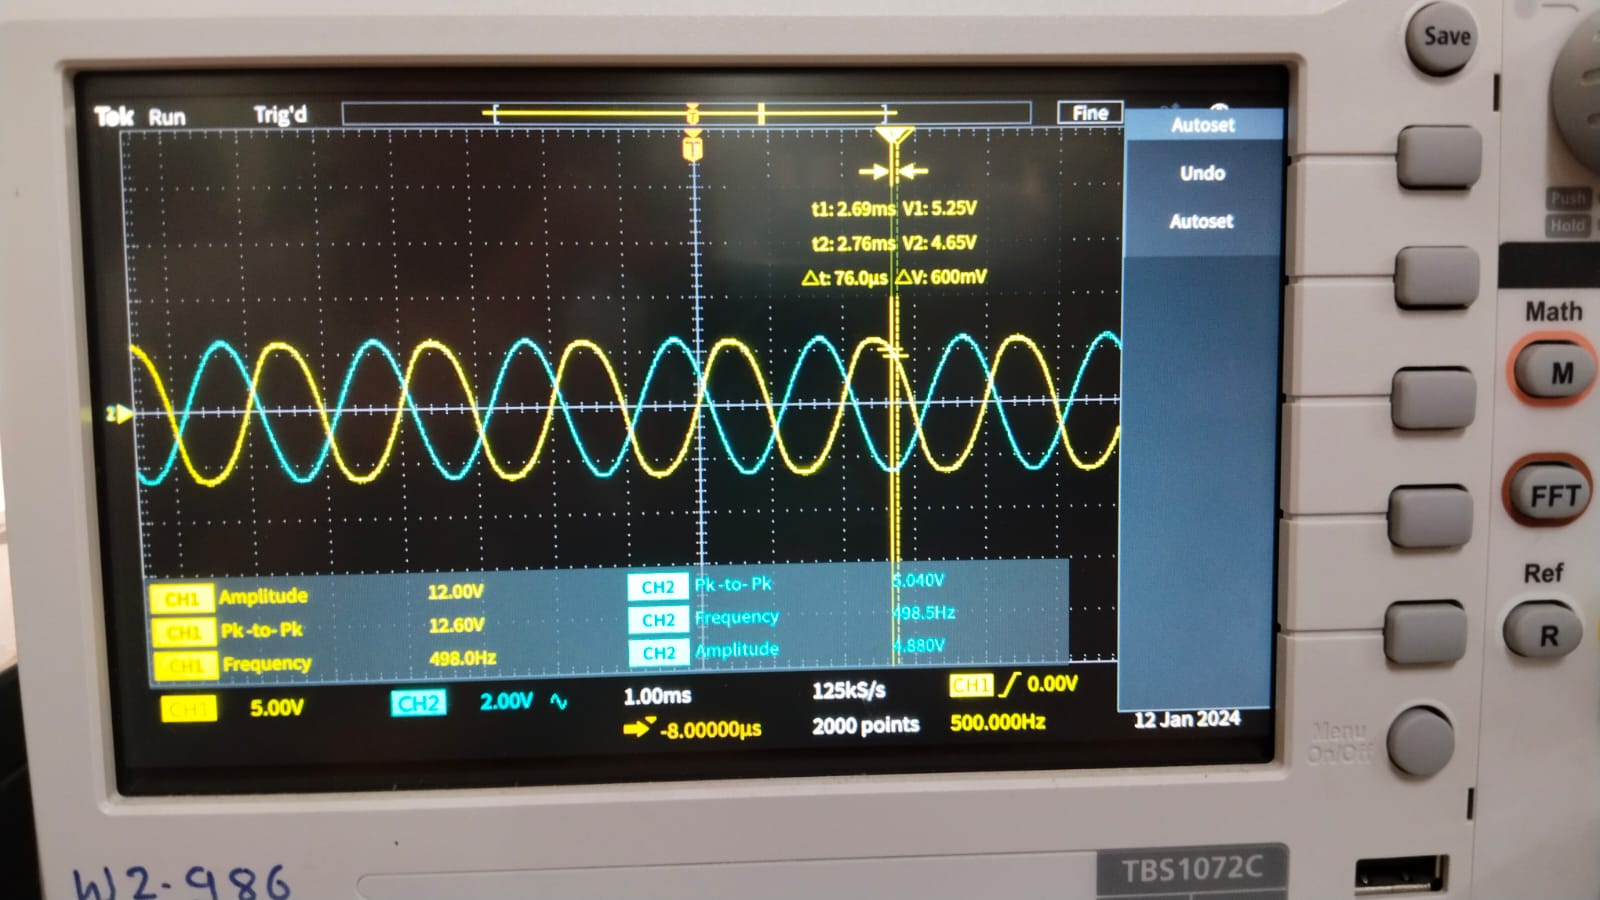 Save
Tek Run Trig'd Fine
Autoset
Undo
Autoset
Push
Hold
t1: 2.69ms V1: 5.25V
t2: 2.76ms V2: 4.65V
Δt: 76.0µs ΔV: 600mV
Math
M
FFT
Ref
R
2
CH1 Amplitude 12.00V CH2 Pk-to-Pk 5.040V
CH1 Pk-to-Pk 12.60V CH2 Frequency 498.5Hz
CH1 Frequency 498.0Hz CH2 Amplitude 4.880V
CH1 5.00V CH2 2.00V 1.00ms 125kS/s CH1 0.00V
-8.00000µs 2000 points 500.000Hz
12 Jan 2024
Menu
On/Off
TBS1072C
W2-986